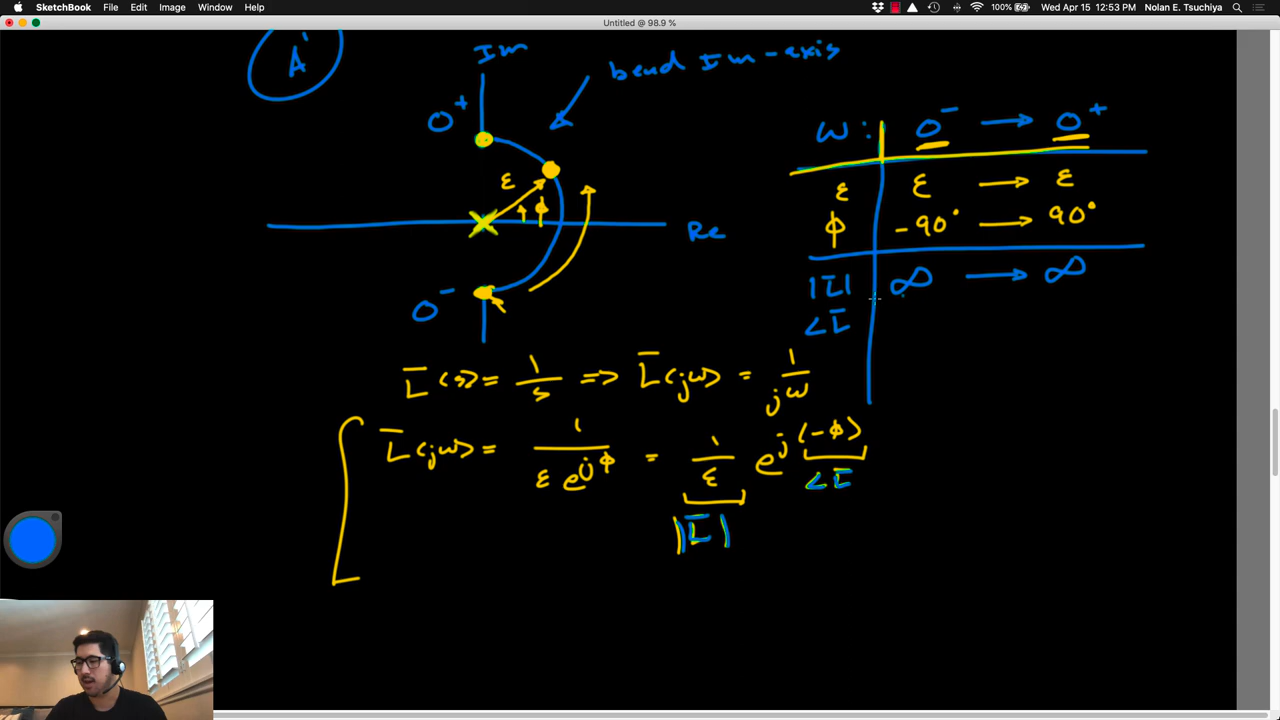 SketchBook File Edit Image Window Help 100% Wed Apr 15 12:53 PM Nolan E. Tsuchiya
Untitled @ 98.9 %
A'
Im
bend Im-axis
0⁺
ω: 0⁻ → 0⁺
ε ε → ε
ε
ϕ
ϕ -90° → 90°
Re
|L̅| ∞ → ∞
0⁻
∠L̅
L̅(s) = 1/s => L̅(jω) = 1/jω
L̅(jω) = 1/(ε e^{jϕ}) = 1/ε e^{j(-ϕ)}
∠L̅
|L̅|